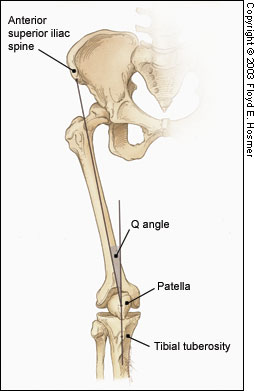 Anterior
superior iliac
spine
Q angle
Patella
Tibial tuberosity
Copyright © 2003 Floyd E. Hosmer